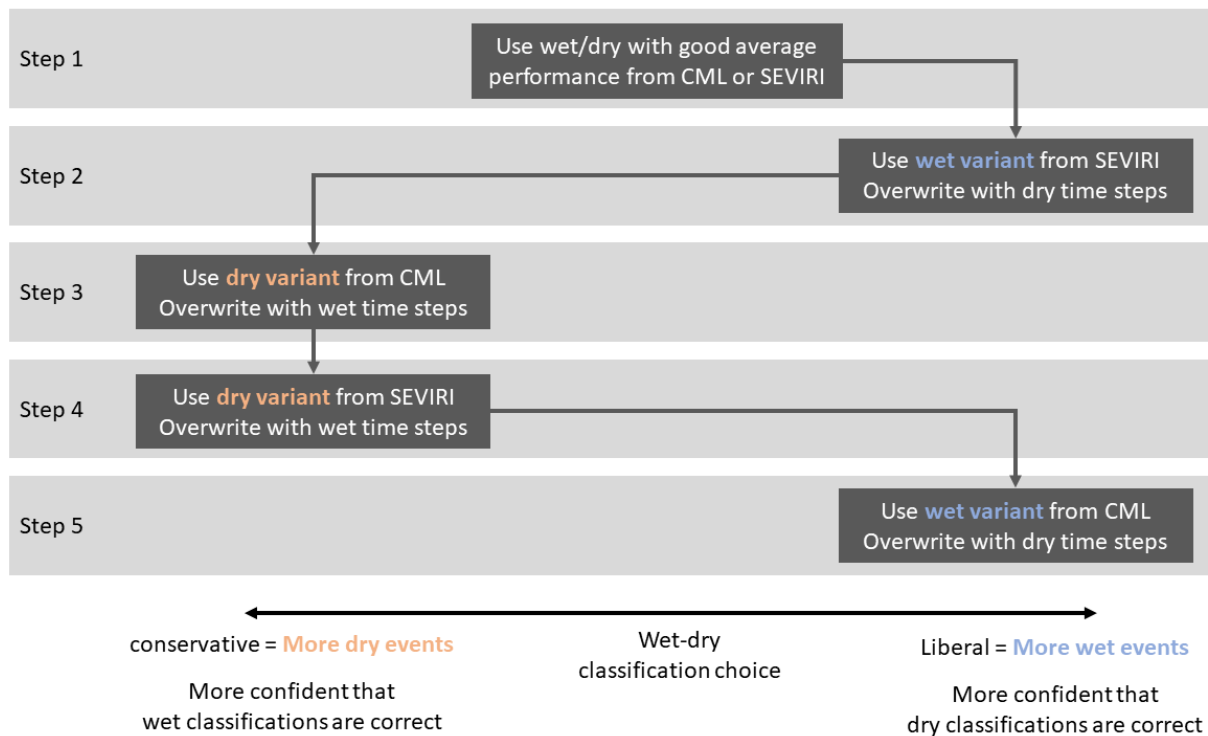 Step 1
Use wet/dry with good average
performance from CML or SEVIRI
Step 2
Use wet variant from SEVIRI
Overwrite with dry time steps
Step 3
Use dry variant from CML
Overwrite with wet time steps
Step 4
Use dry variant from SEVIRI
Overwrite with wet time steps
Step 5
Use wet variant from CML
Overwrite with dry time steps
conservative = More dry events
More confident that
wet classifications are correct
Wet-dry
classification choice
Liberal = More wet events
More confident that
dry classifications are correct